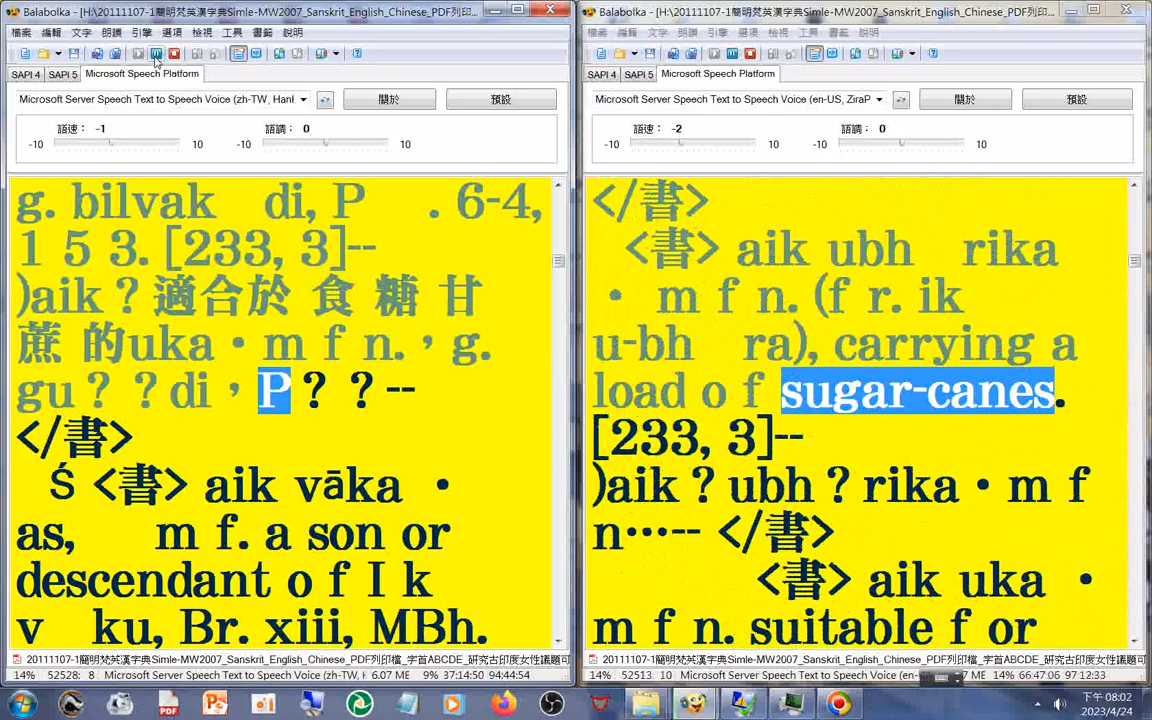 Balabolka - [H:\20111107-1簡明梵英漢字典Simle-MW2007_Sanskrit_English_Chinese_PDF列印...
檔案 編輯 文字 朗讀 引擎 選項 檢視 工具 書籤 說明
SAPI 4 SAPI 5 Microsoft Speech Platform
Microsoft Server Speech Text to Speech Voice (zh-TW, Hanl
關於 預設
語速： -1 語調： 0
-10 10 -10 10
g. bilvak di, P . 6-4,
1 5 3. [233, 3]--
)aik？適合於 食 糖 甘
蔗 的uka・m f n.，g.
gu？？di，P？？--
</書>
Ś <書> aik vāka ・
as, m f. a son or
descendant o f I k
v ku, Br. xiii, MBh.
20111107-1簡明梵英漢字典Simle-MW2007_Sanskrit_English_Chinese_PDF列印檔_字首ABCDE_研究古印度女性議題可
14% 52528: 8 Microsoft Server Speech Text to Speech Voice (zh-TW, H 6.07 MB 9% 37:14:50 94:44:54
Balabolka - [H:\20111107-1簡明梵英漢字典Simle-MW2007_Sanskrit_English_Chinese_PDF列印...
檔案 編輯 文字 朗讀 引擎 選項 檢視 工具 書籤 說明
SAPI 4 SAPI 5 Microsoft Speech Platform
Microsoft Server Speech Text to Speech Voice (en-US, ZiraP
關於 預設
語速： -2 語調： 0
-10 10 -10 10
</書>
<書> aik ubh rika
・ m f n. (f r. ik
u-bh ra), carrying a
load o f sugar-canes.
[233, 3]--
)aik？ubh？rika・m f
n…-- </書>
<書> aik uka ・
m f n. suitable f or
20111107-1簡明梵英漢字典Simle-MW2007_Sanskrit_English_Chinese_PDF列印檔_字首ABCDE_研究古印度女性議題可
14% 52513: 10 Microsoft Server Speech Text to Speech Voice (en- 14% 66:47:06 97:12:33
下午 08:02
2023/4/24